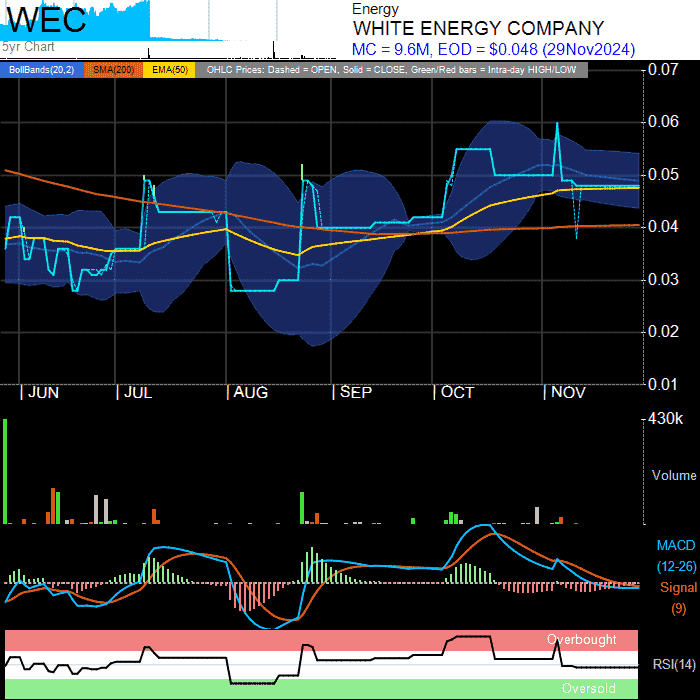 WEC
5yr Chart
Energy
WHITE ENERGY COMPANY
MC = 9.6M, EOD = $0.048 (29Nov2024)
BollBands(20,2) SMA(200) EMA(50) OHLC Prices: Dashed = OPEN, Solid = CLOSE, Green/Red bars = Intra-day HIGH/LOW
0.07
0.06
0.05
0.04
0.03
0.02
0.01
| JUN | JUL | AUG | SEP | OCT | NOV
430k
Volume
MACD
(12-26)
Signal
(9)
Overbought
RSI(14)
Oversold